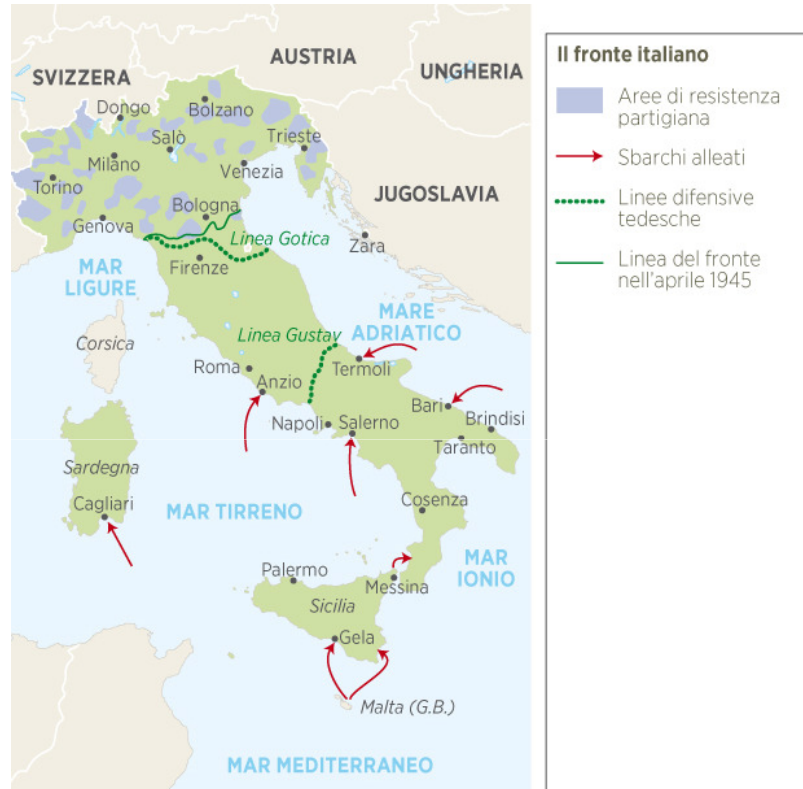 AUSTRIA
SVIZZERA
UNGHERIA
Dongo
Bolzano
Salò
Trieste
Milano
Venezia
Torino
JUGOSLAVIA
Bologna
Genova
Linea Gotica
Zara
Firenze
MAR
LIGURE
MARE
ADRIATICO
Corsica
Linea Gustav
Roma
Termoli
Anzio
Bari
Napoli
Salerno
Brindisi
Taranto
Sardegna
Cagliari
MAR TIRRENO
Cosenza
MAR
IONIO
Palermo
Messina
Sicilia
Gela
Malta (G.B.)
MAR MEDITERRANEO
Il fronte italiano
Aree di resistenza
partigiana
Sbarchi alleati
Linee difensive
tedesche
Linea del fronte
nell'aprile 1945